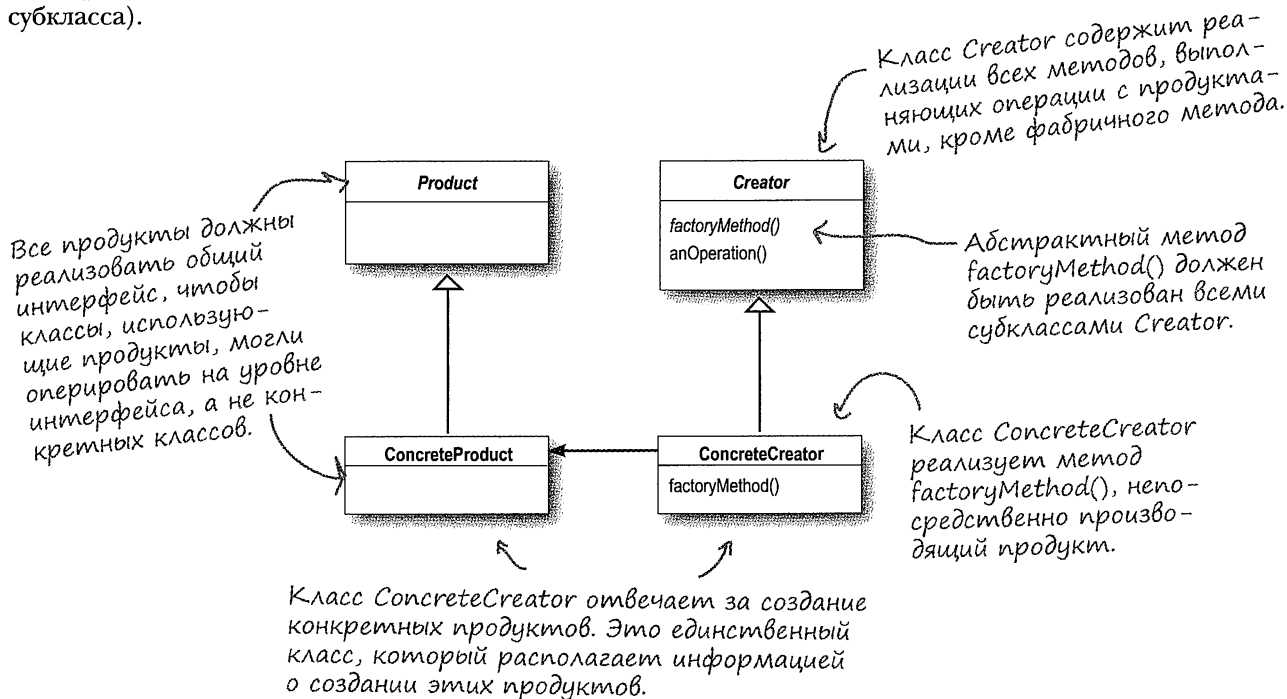 субкласса).
Класс Creator содержит реа-
лизации всех методов, выпол-
няющих операции с продукта-
ми, кроме фабричного метода.
Product
Creator
factoryMethod()
anOperation()
Все продукты должны
реализовать общий
интерфейс, чтобы
классы, использую-
щие продукты, могли
оперировать на уровне
интерфейса, а не кон-
кретных классов.
Абстрактный метод
factoryMethod() должен
быть реализован всеми
субклассами Creator.
ConcreteProduct
ConcreteCreator
factoryMethod()
Класс ConcreteCreator
реализует метод
factoryMethod(), непо-
средственно произво-
дящий продукт.
Класс ConcreteCreator отвечает за создание
конкретных продуктов. Это единственный
класс, который располагает информацией
о создании этих продуктов.